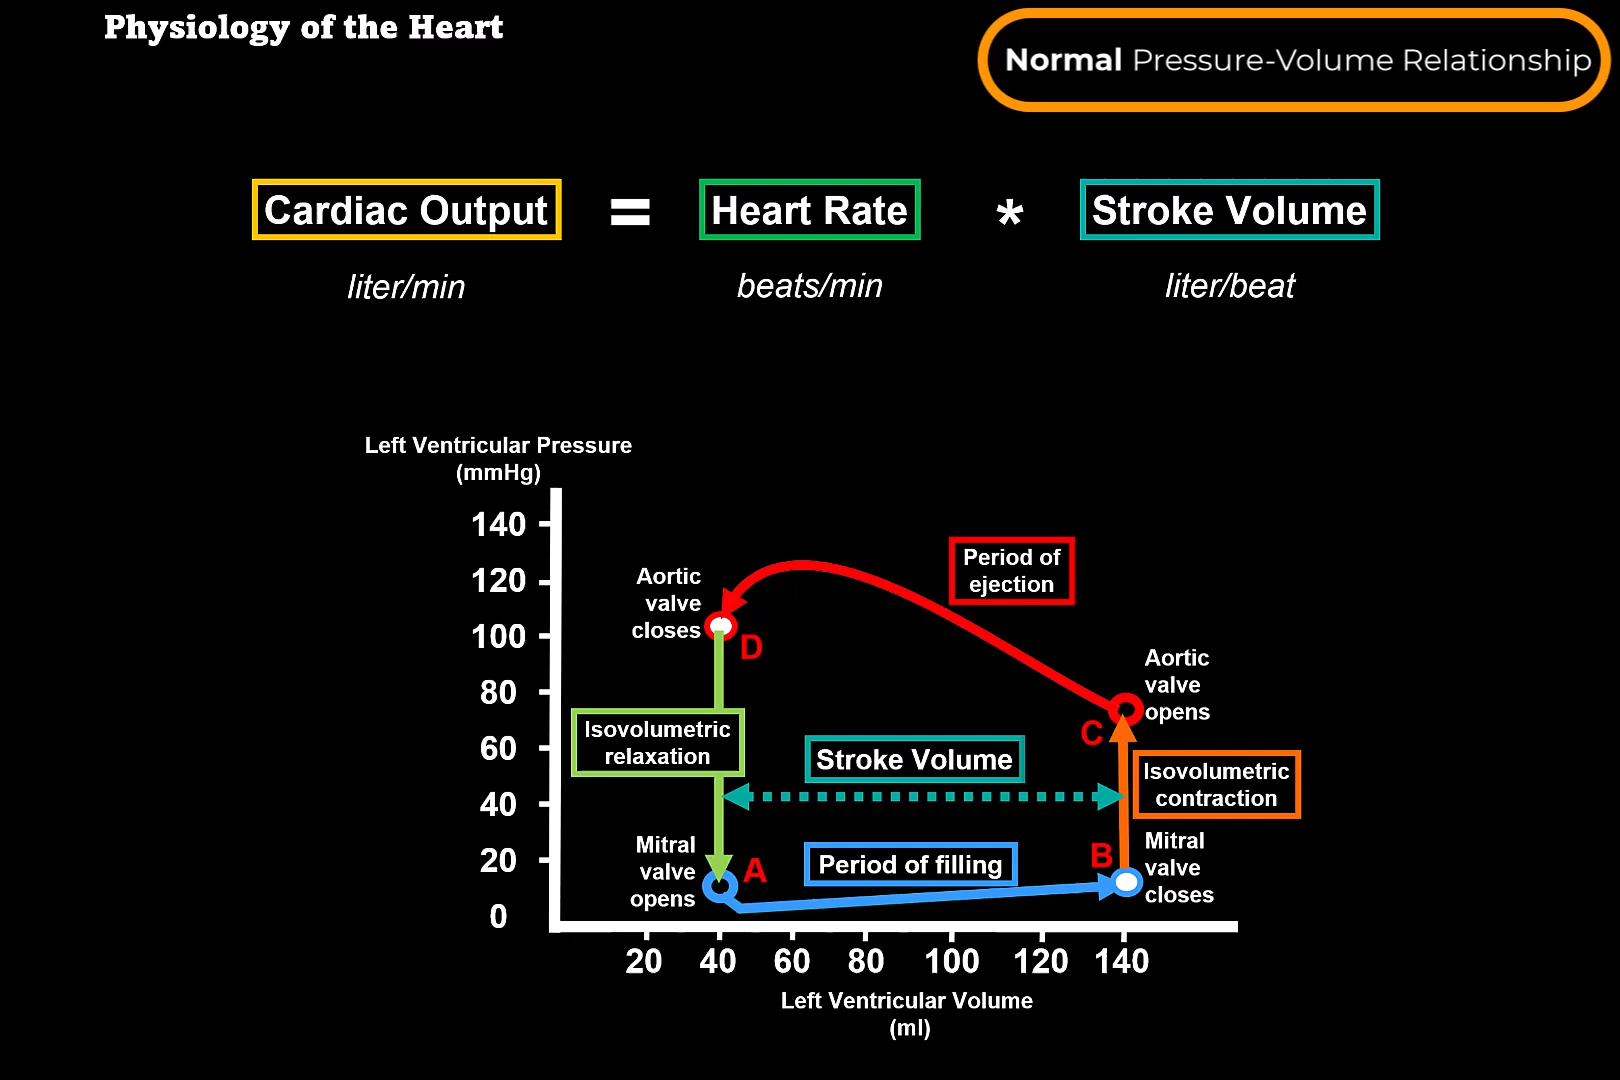 Physiology of the Heart
Normal Pressure-Volume Relationship
Cardiac Output = Heart Rate * Stroke Volume
liter/min beats/min liter/beat
Left Ventricular Pressure
(mmHg)
140
120
100
80
60
40
20
0
Aortic
valve
closes
D
Period of
ejection
Aortic
valve
opens
C
Isovolumetric
relaxation
Stroke Volume
Isovolumetric
contraction
Mitral
valve
opens
A
Period of filling
B
Mitral
valve
closes
20 40 60 80 100 120 140
Left Ventricular Volume
(ml)